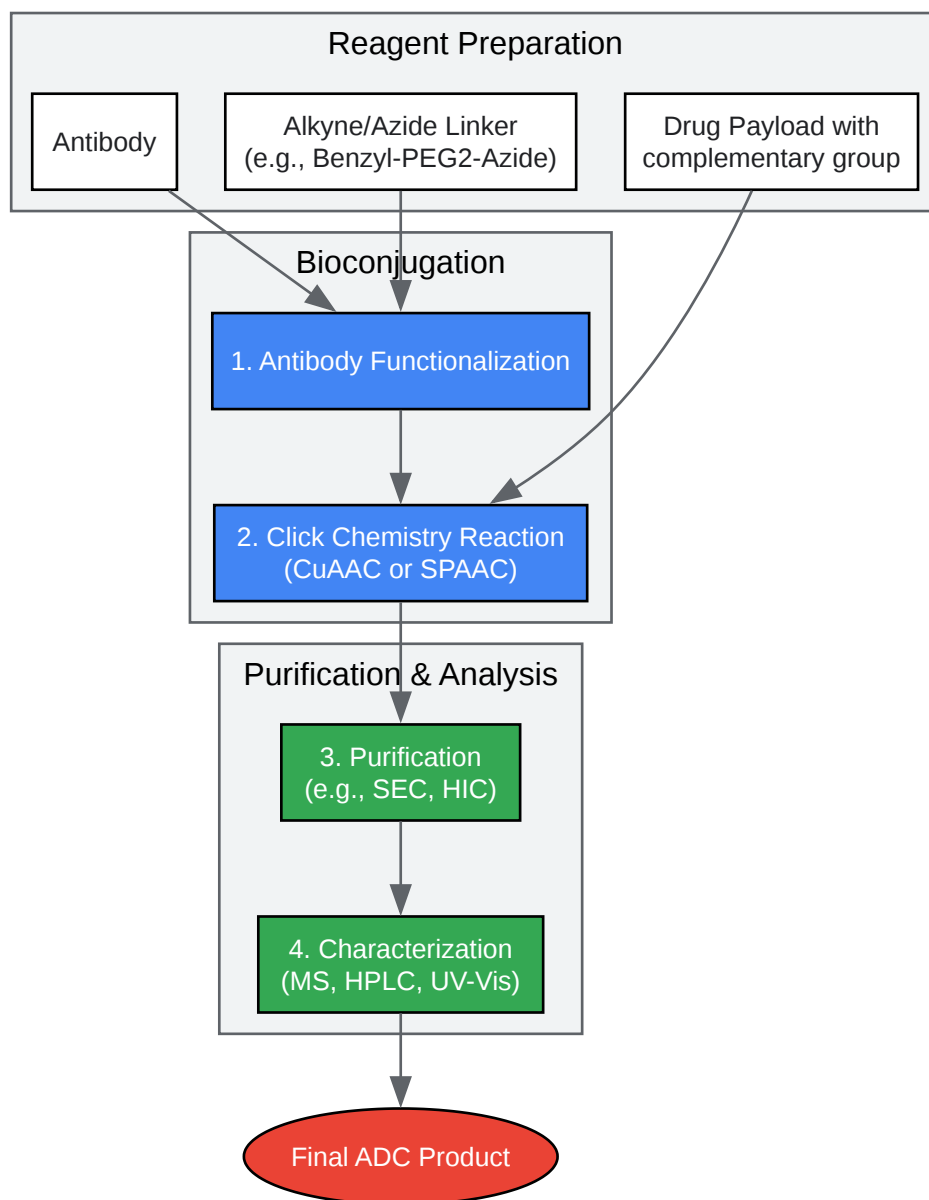 Reagent Preparation
Antibody
Alkyne/Azide Linker
(e.g., Benzyl-PEG2-Azide)
Drug Payload with
complementary group
Bioconjugation
1. Antibody Functionalization
2. Click Chemistry Reaction
(CuAAC or SPAAC)
Purification & Analysis
3. Purification
(e.g., SEC, HIC)
4. Characterization
(MS, HPLC, UV-Vis)
Final ADC Product